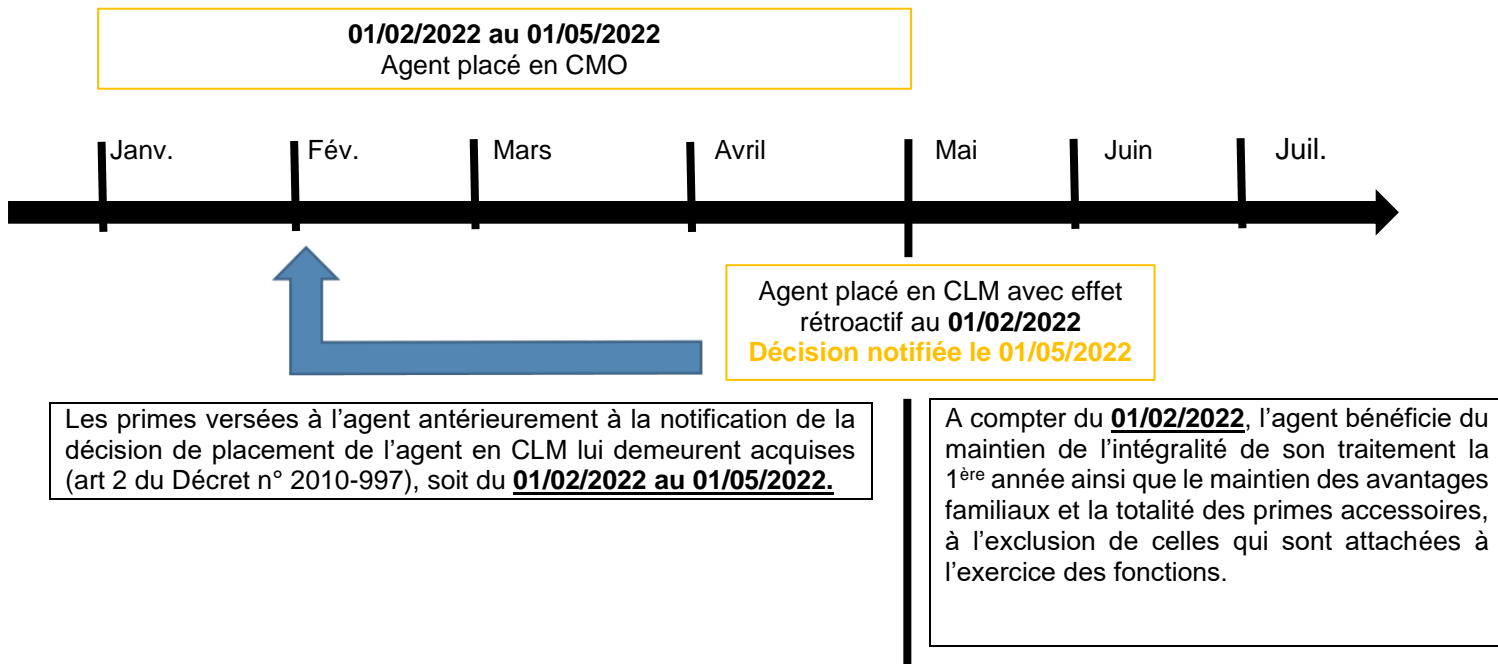 01/02/2022 au 01/05/2022
Agent placé en CMO
Janv.
Fév.
Mars
Avril
Mai
Juin
Juil.
Agent placé en CLM avec effet
rétroactif au 01/02/2022
Décision notifiée le 01/05/2022
Les primes versées à l’agent antérieurement à la notification de la
décision de placement de l’agent en CLM lui demeurent acquises
(art 2 du Décret n° 2010-997), soit du 01/02/2022 au 01/05/2022.
A compter du 01/02/2022, l’agent bénéficie du
maintien de l’intégralité de son traitement la
1ère année ainsi que le maintien des avantages
familiaux et la totalité des primes accessoires,
à l’exclusion de celles qui sont attachées à
l’exercice des fonctions.